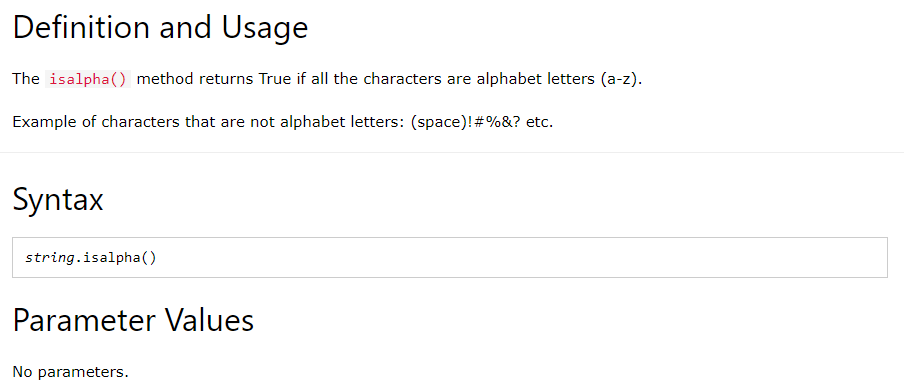 Definition and Usage
The isalpha() method returns True if all the characters are alphabet letters (a-z).
Example of characters that are not alphabet letters: (space)!#%&? etc.
Syntax
string.isalpha()
Parameter Values
No parameters.